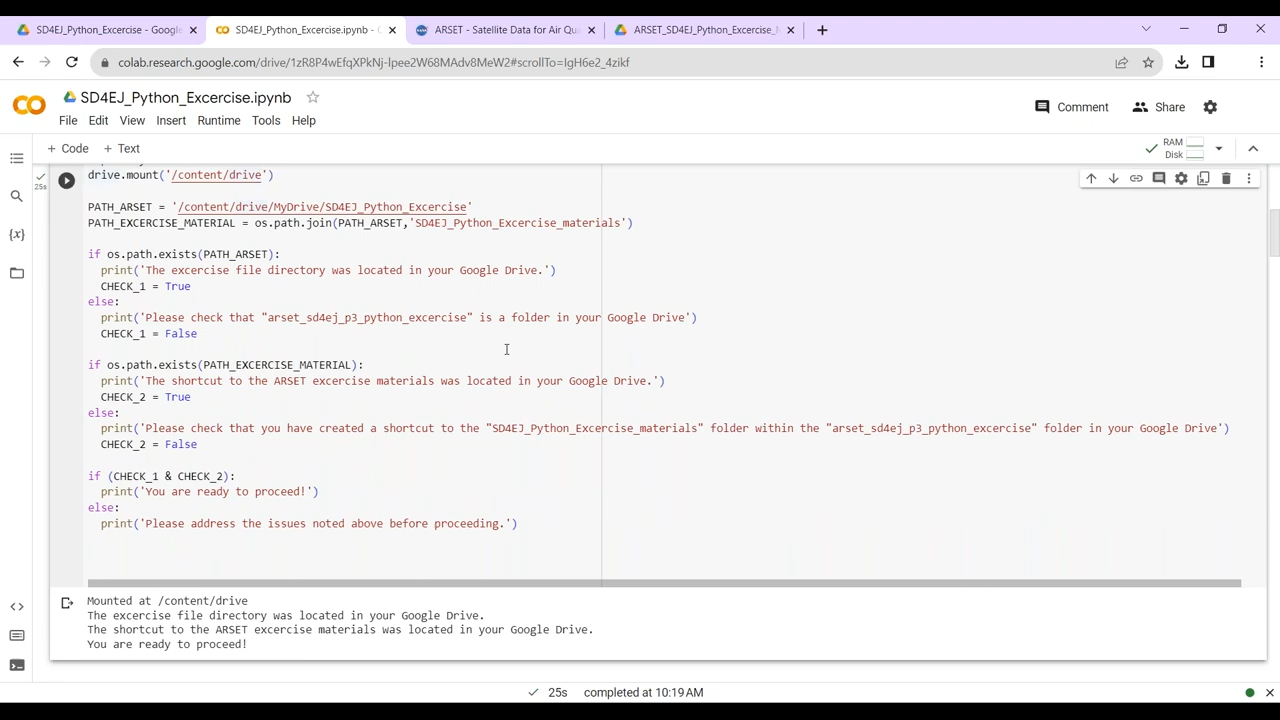 SD4EJ_Python_Excercise - Google
SD4EJ_Python_Excercise.ipynb - C
ARSET - Satellite Data for Air Qua
ARSET_SD4EJ_Python_Excercise_M
colab.research.google.com/drive/1zR8P4wEfqXPkNj-lpee2W68MAdv8MeW2#scrollTo=IgH6e2_4zikf
SD4EJ_Python_Excercise.ipynb
Comment
Share
File Edit View Insert Runtime Tools Help
+ Code + Text
RAM
Disk
25s
drive.mount('/content/drive')
PATH_ARSET = '/content/drive/MyDrive/SD4EJ_Python_Excercise'
PATH_EXCERCISE_MATERIAL = os.path.join(PATH_ARSET,'SD4EJ_Python_Excercise_materials')
if os.path.exists(PATH_ARSET):
print('The excercise file directory was located in your Google Drive.')
CHECK_1 = True
else:
print('Please check that "arset_sd4ej_p3_python_excercise" is a folder in your Google Drive')
CHECK_1 = False
if os.path.exists(PATH_EXCERCISE_MATERIAL):
print('The shortcut to the ARSET excercise materials was located in your Google Drive.')
CHECK_2 = True
else:
print('Please check that you have created a shortcut to the "SD4EJ_Python_Excercise_materials" folder within the "arset_sd4ej_p3_python_excercise" folder in your Google Drive')
CHECK_2 = False
if (CHECK_1 & CHECK_2):
print('You are ready to proceed!')
else:
print('Please address the issues noted above before proceeding.')
Mounted at /content/drive
The excercise file directory was located in your Google Drive.
The shortcut to the ARSET excercise materials was located in your Google Drive.
You are ready to proceed!
25s completed at 10:19 AM